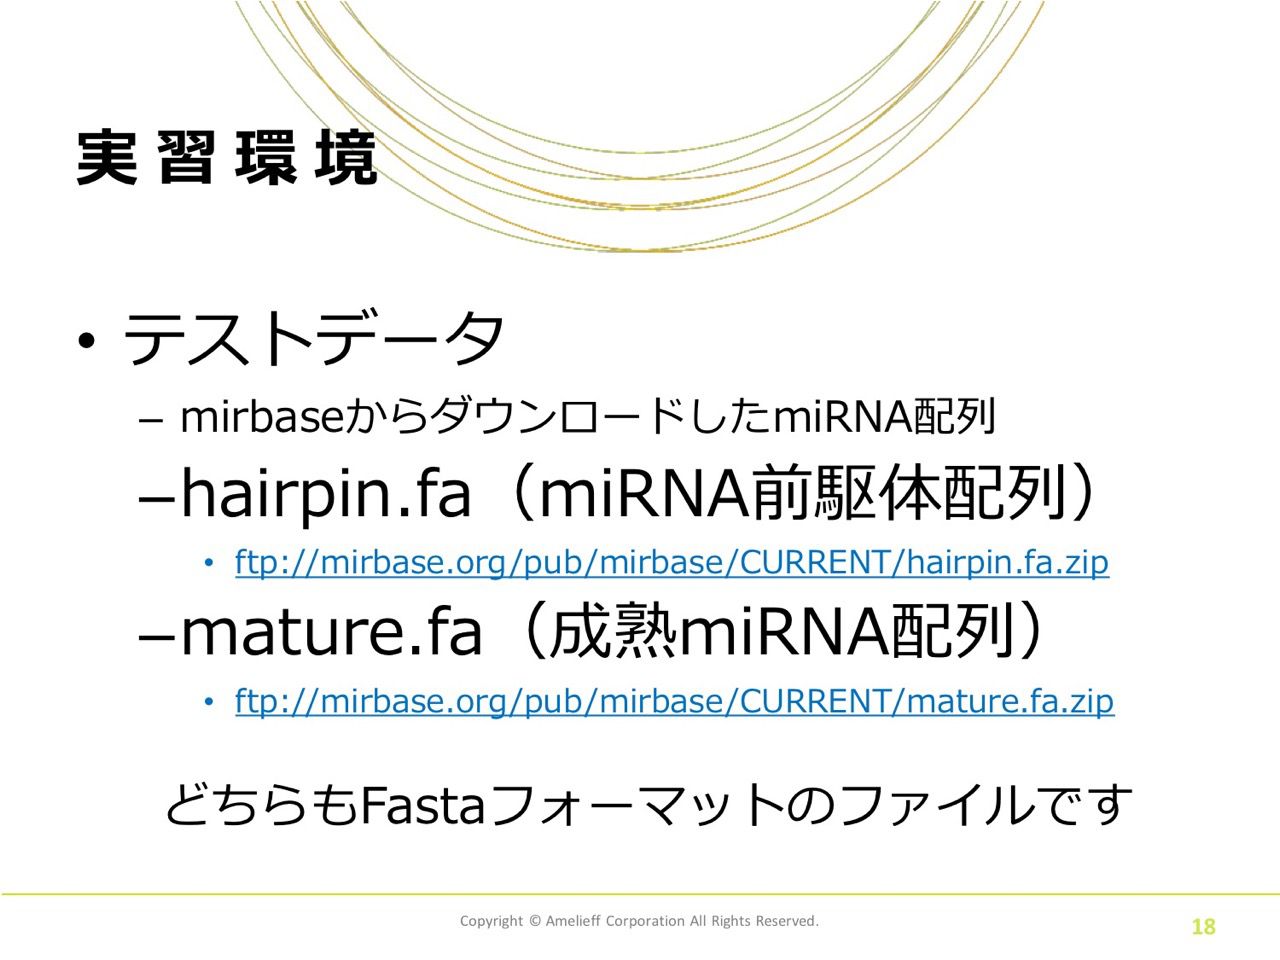 実習環境
• テストデータ
– mirbaseからダウンロードしたmiRNA配列
–hairpin.fa（miRNA前駆体配列）
• ftp://mirbase.org/pub/mirbase/CURRENT/hairpin.fa.zip
–mature.fa（成熟miRNA配列）
• ftp://mirbase.org/pub/mirbase/CURRENT/mature.fa.zip
どちらもFastaフォーマットのファイルです
Copyright © Amelieff Corporation All Rights Reserved.
18